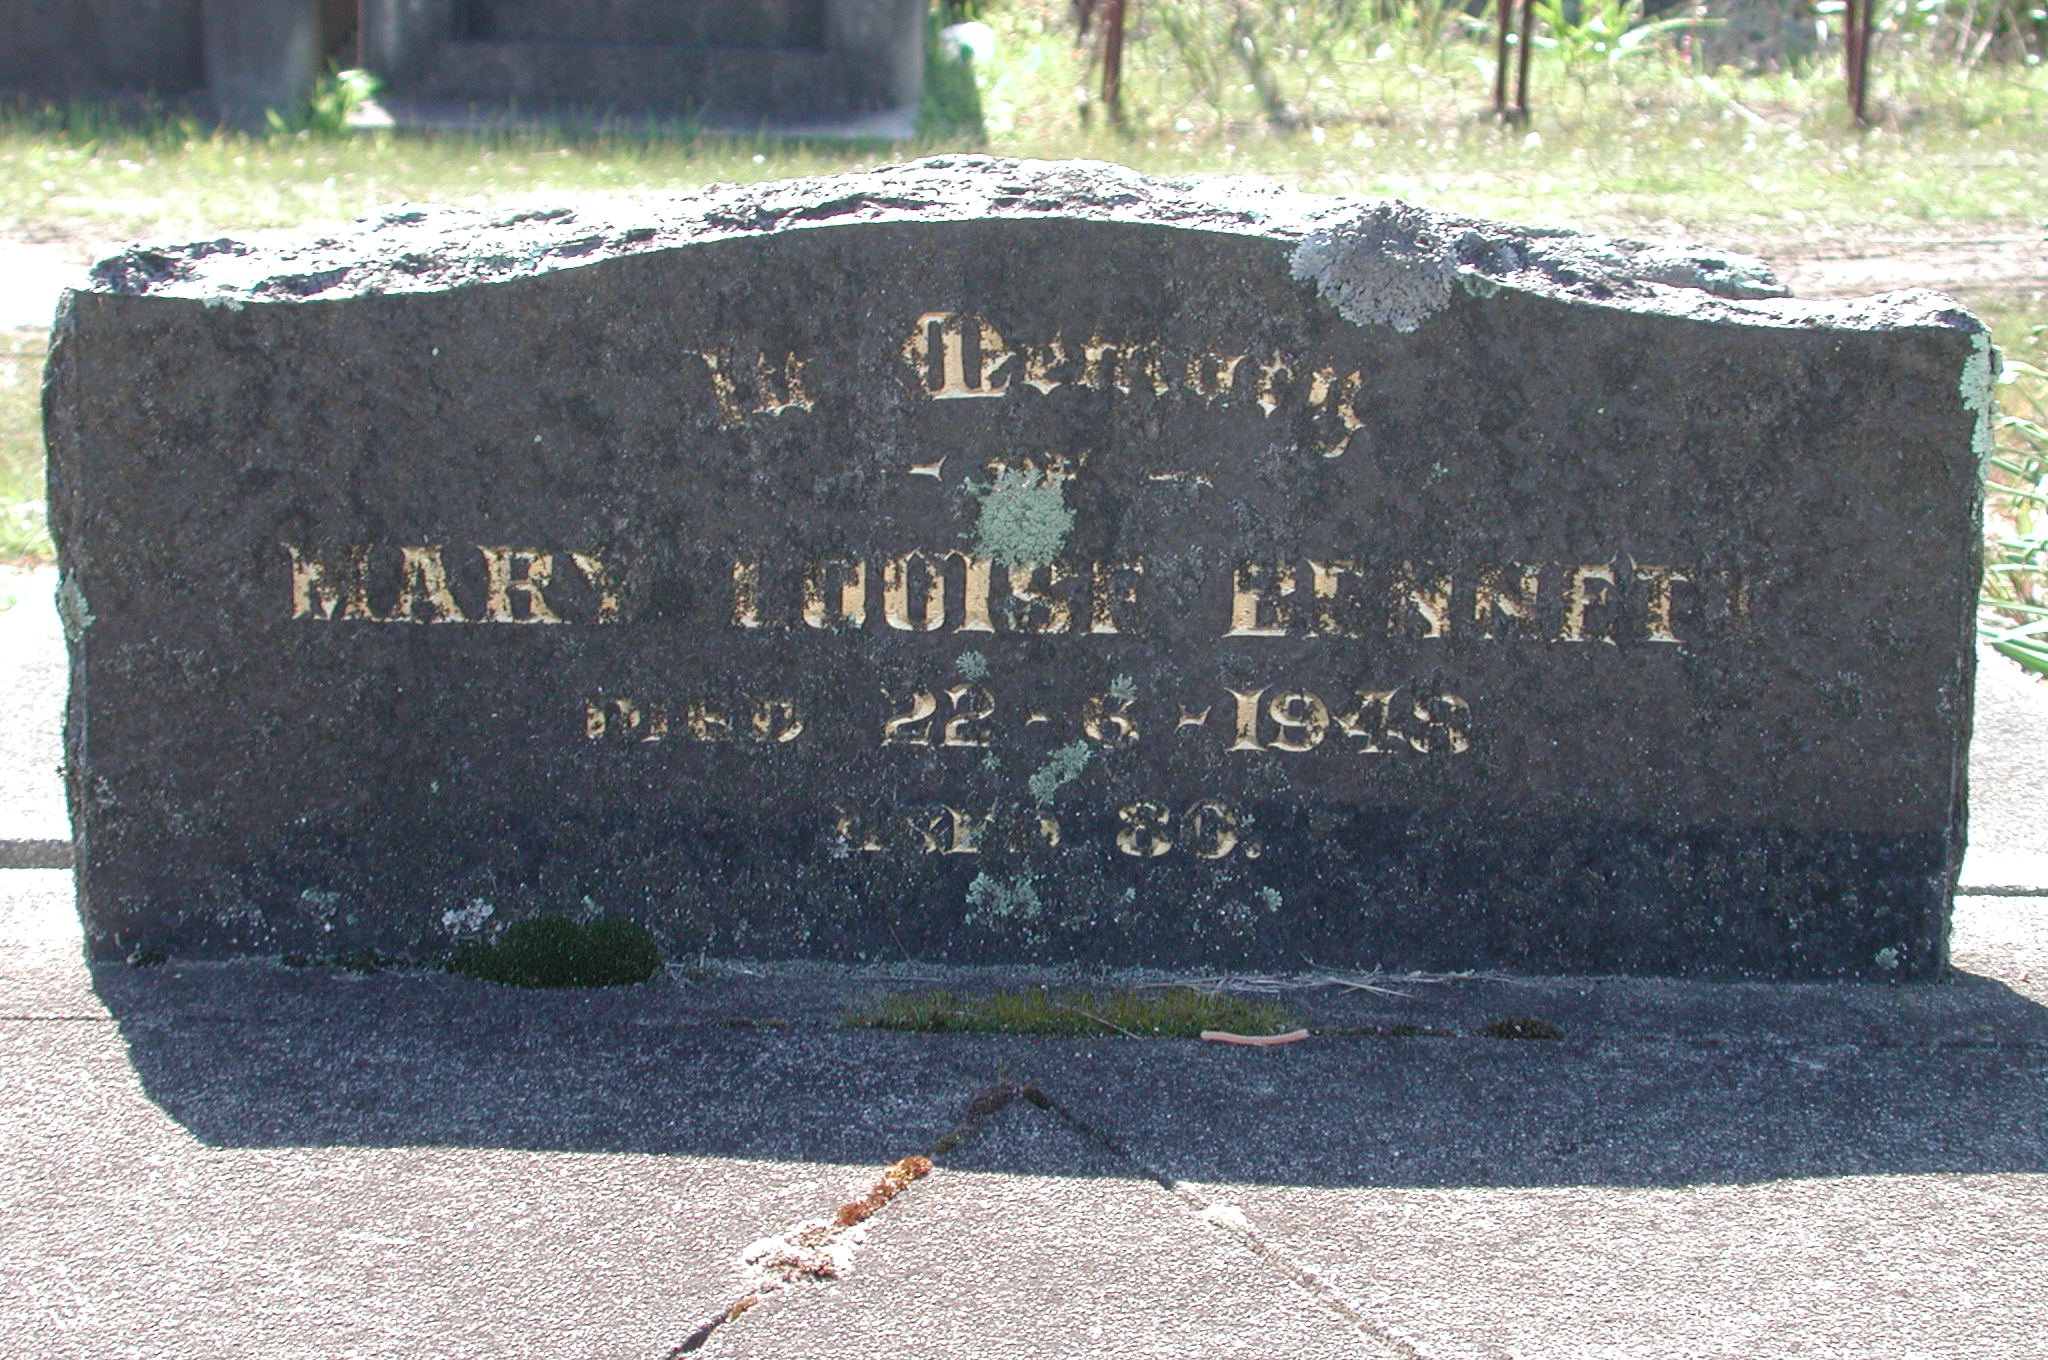 In Memory
- of -
MARY LOUISE BENNETT
DIED 22-6-1948
AGED 80.